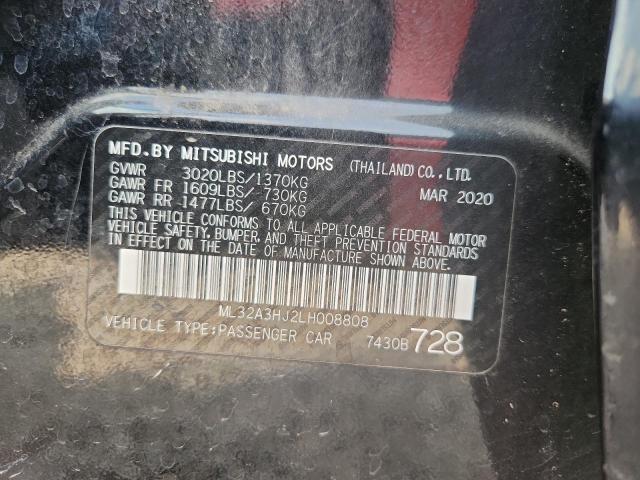 MFD.BY MITSUBISHI MOTORS (THAILAND)CO.,LTD.
GVWR 3020LBS/1370KG MAR 2020
GAWR FR 1609LBS/ 730KG
GAWR RR 1477LBS/ 670KG
THIS VEHICLE CONFORMS TO ALL APPLICABLE FEDERAL MOTOR
VEHICLE SAFETY, BUMPER, AND THEFT PREVENTION STANDARDS
IN EFFECT ON THE DATE OF MANUFACTURE SHOWN ABOVE.
ML32A3HJ2LH008808
VEHICLE TYPE:PASSENGER CAR 7430B 728